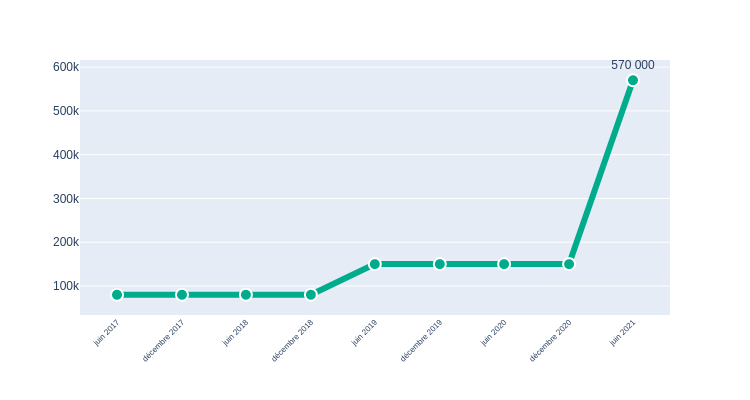 570 000
600k
500k
400k
300k
200k
100k
juin 2017
décembre 2017
juin 2018
décembre 2018
juin 2019
décembre 2019
juin 2020
décembre 2020
juin 2021